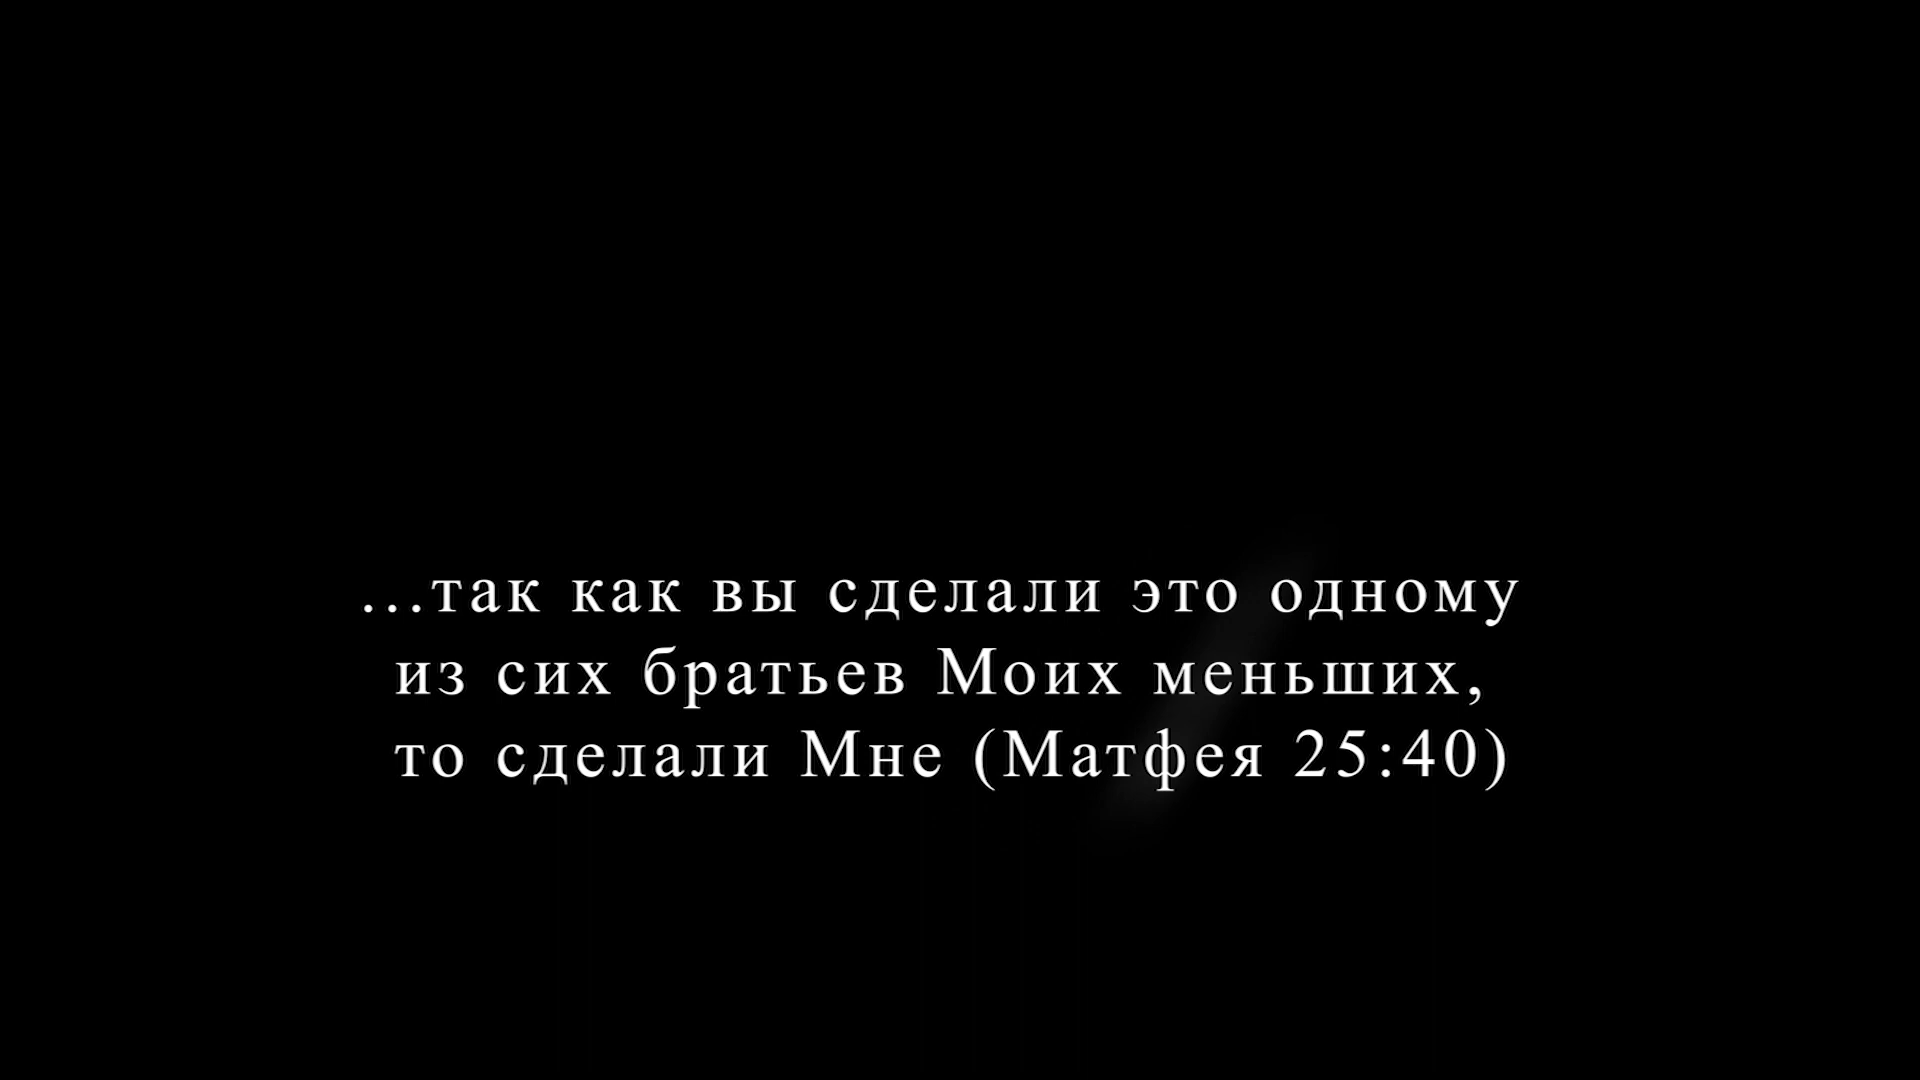 ...так как вы сделали это одному
из сих братьев Моих меньших,
то сделали Мне (Матфея 25:40)